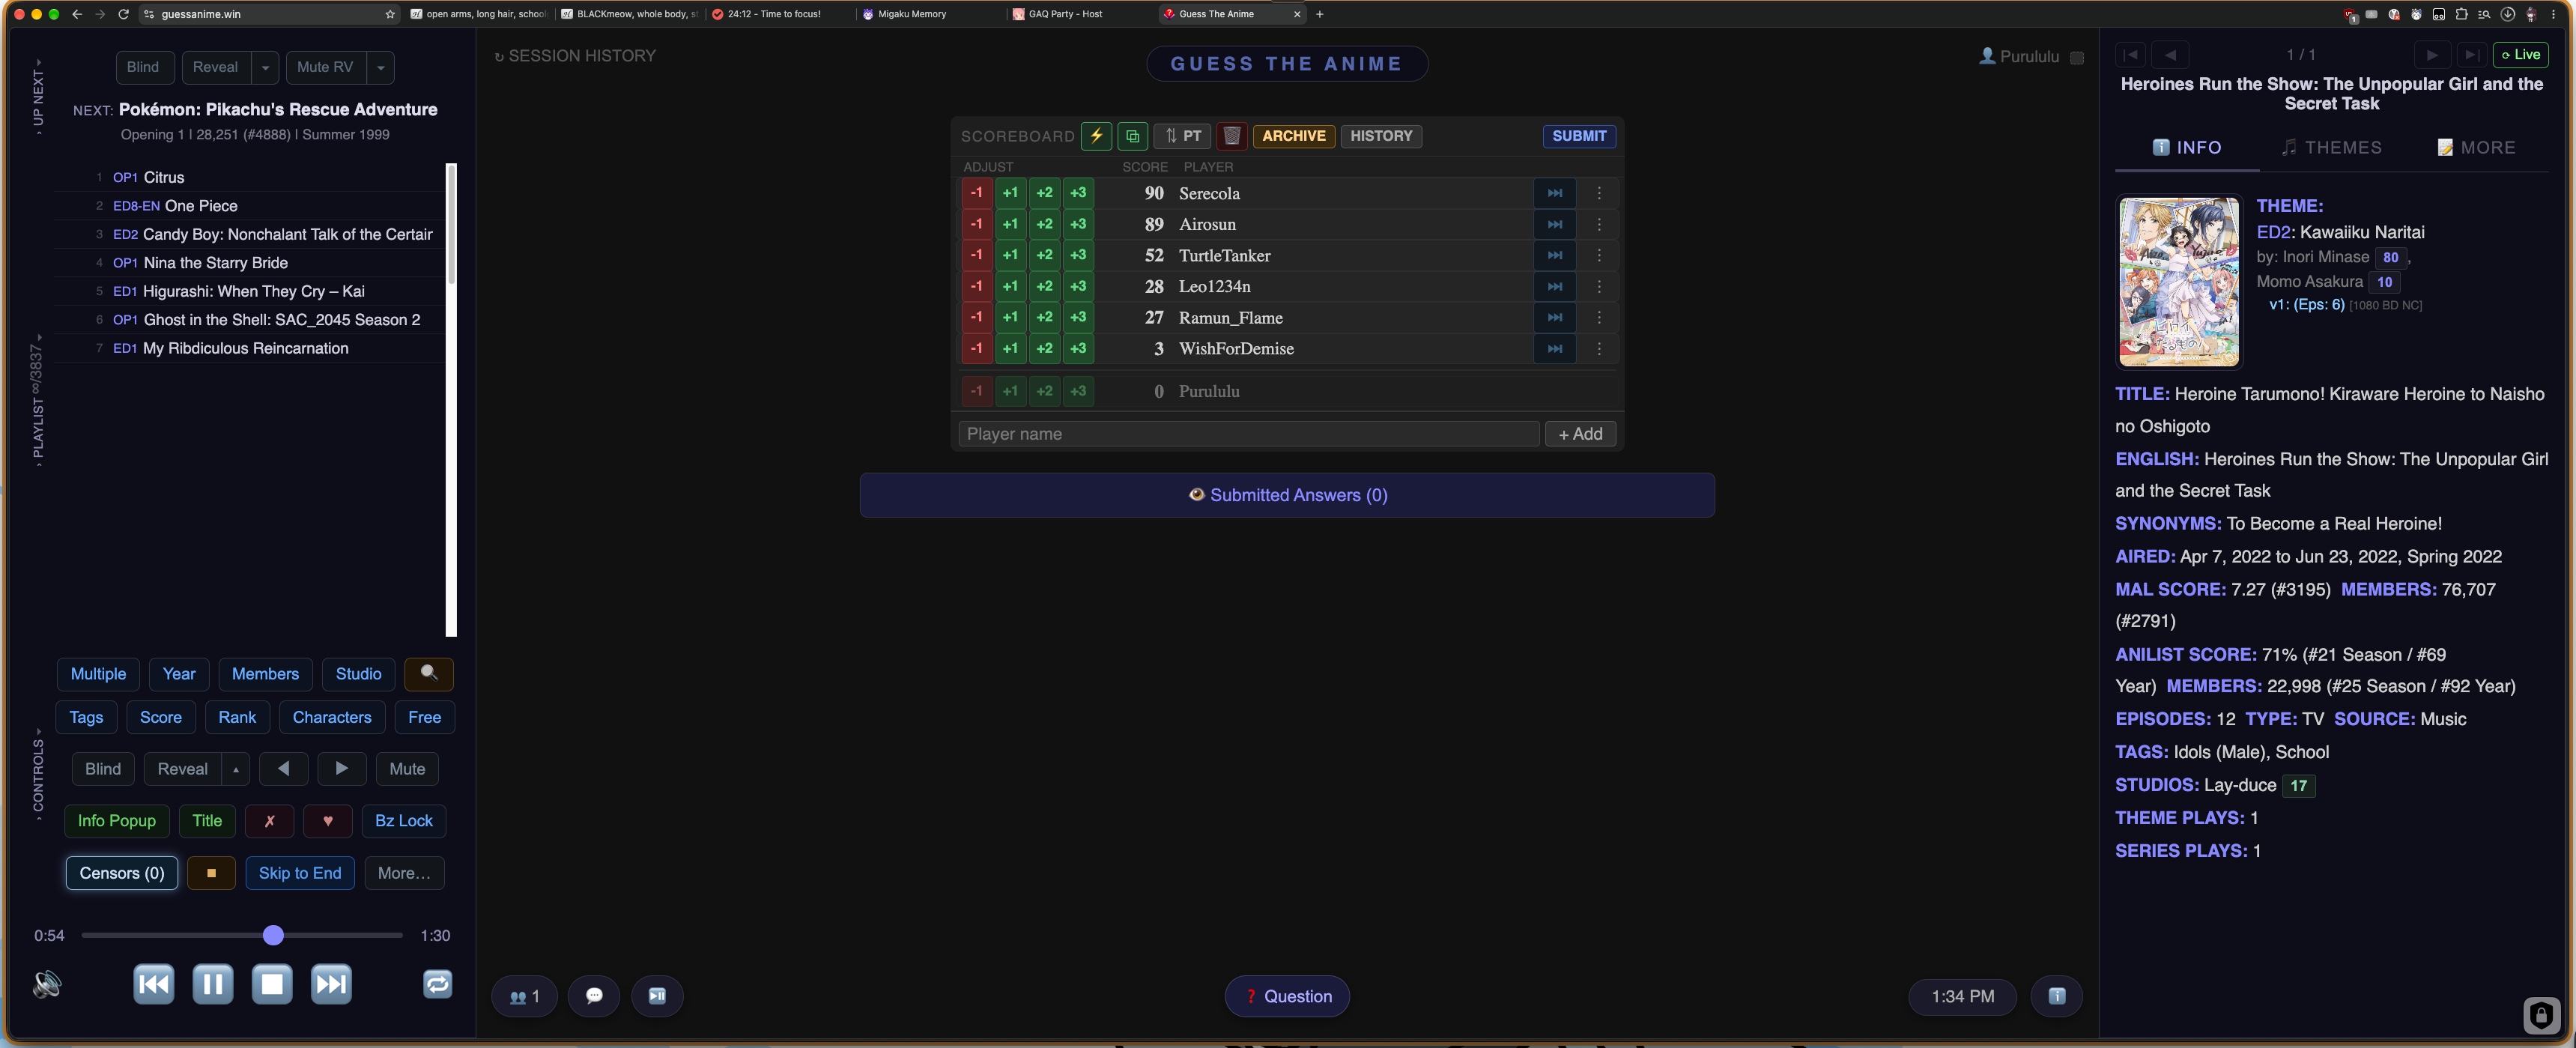 guessanime.win
open arms, long hair, school
BLACKmeow, whole body, s
24:12 - Time to focus!
Migaku Memory
GAQ Party - Host
Guess The Anime
UP NEXT
Blind
Reveal
Mute RV
NEXT: Pokémon: Pikachu's Rescue Adventure
Opening 1 | 28,251 (#4888) | Summer 1999
PLAYLIST ∞/3837
1 OP1 Citrus
2 ED8-EN One Piece
3 ED2 Candy Boy: Nonchalant Talk of the Certain
4 OP1 Nina the Starry Bride
5 ED1 Higurashi: When They Cry – Kai
6 OP1 Ghost in the Shell: SAC_2045 Season 2
7 ED1 My Ribdiculous Reincarnation
CONTROLS
Multiple Year Members Studio
Tags Score Rank Characters Free
Blind Reveal Mute
Info Popup Title ✗ ♥ Bz Lock
Censors (0) Skip to End More...
0:54 1:30
SESSION HISTORY
GUESS THE ANIME
Purululu
SCOREBOARD PT ARCHIVE HISTORY SUBMIT
ADJUST SCORE PLAYER
-1 +1 +2 +3 90 Serecola
-1 +1 +2 +3 89 Airosun
-1 +1 +2 +3 52 TurtleTanker
-1 +1 +2 +3 28 Leo1234n
-1 +1 +2 +3 27 Ramun_Flame
-1 +1 +2 +3 3 WishForDemise
-1 +1 +2 +3 0 Purululu
Player name + Add
Submitted Answers (0)
1
? Question
1:34 PM
1 / 1
Live
Heroines Run the Show: The Unpopular Girl and the
Secret Task
INFO THEMES MORE
THEME:
ED2: Kawaiiku Naritai
by: Inori Minase 80,
Momo Asakura 10
v1: (Eps: 6) [1080 BD NC]
TITLE: Heroine Tarumono! Kiraware Heroine to Naisho
no Oshigoto
ENGLISH: Heroines Run the Show: The Unpopular Girl
and the Secret Task
SYNONYMS: To Become a Real Heroine!
AIRED: Apr 7, 2022 to Jun 23, 2022, Spring 2022
MAL SCORE: 7.27 (#3195) MEMBERS: 76,707
(#2791)
ANILIST SCORE: 71% (#21 Season / #69
Year) MEMBERS: 22,998 (#25 Season / #92 Year)
EPISODES: 12 TYPE: TV SOURCE: Music
TAGS: Idols (Male), School
STUDIOS: Lay-duce 17
THEME PLAYS: 1
SERIES PLAYS: 1